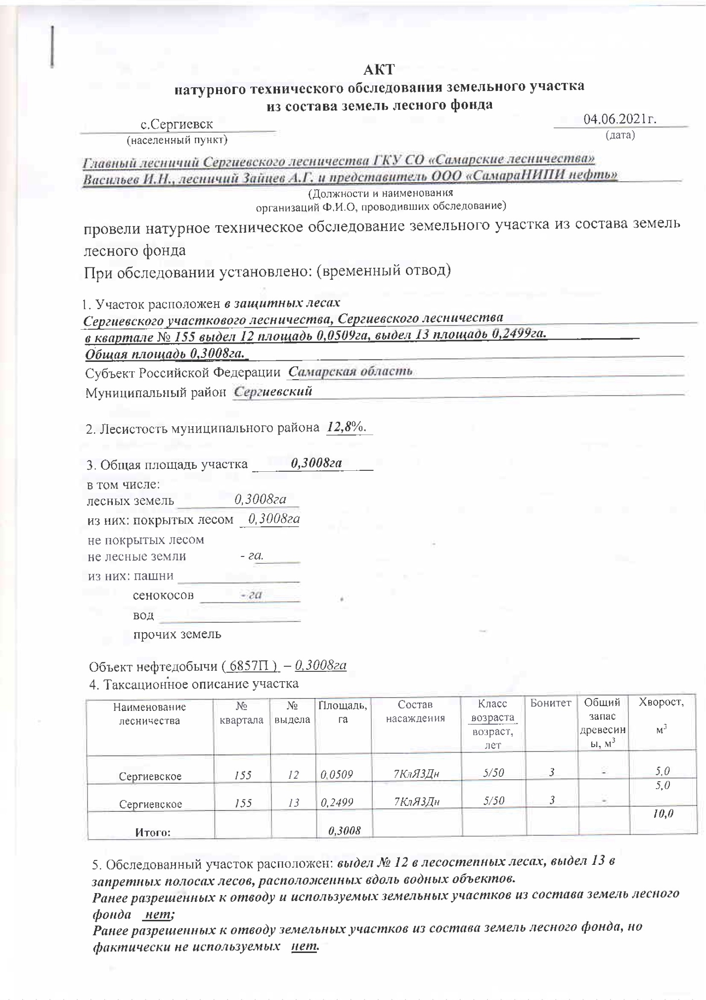 АКТ
натурного технического обследования земельного участка
из состава земель лесного фонда
с.Сергиевск 04.06.2021г.
(населенный пункт) (дата)
Главный лесничий Сергиевского лесничества ГКУ СО «Самарские лесничества»
Васильев И.Н., лесничий Зайцев А.Г. и представитель ООО «СамараНИПИ нефть»
(Должности и наименования
организаций Ф.И.О, проводивших обследование)
провели натурное техническое обследование земельного участка из состава земель
лесного фонда
При обследовании установлено: (временный отвод)
1. Участок расположен в защитных лесах
Сергиевского участкового лесничества, Сергиевского лесничества
в квартале № 155 выдел 12 площадь 0,0509га, выдел 13 площадь 0,2499га.
Общая площадь 0,3008га.
Субъект Российской Федерации Самарская область
Муниципальный район Сергиевский
2. Лесистость муниципального района 12,8%.
3. Общая площадь участка 0,3008га
в том числе:
лесных земель 0,3008га
из них: покрытых лесом 0,3008га
не покрытых лесом
не лесные земли - га.
из них: пашни
сенокосов - га
вод
прочих земель
Объект нефтедобычи ( 6857П ) – 0,3008га
4. Таксационное описание участка
Наименование № № Площадь, Состав Класс Бонитет Общий Хворост,
лесничества квартала выдела га насаждения возраста запас
возраст, древесин м³
лет ы, м³
Сергиевское 155 12 0,0509 7КлЯ3Дн 5/50 3 - 5,0
Сергиевское 155 13 0,2499 7КлЯ3Дн 5/50 3 - 5,0
Итого: 0,3008 10,0
5. Обследованный участок расположен: выдел № 12 в лесостепных лесах, выдел 13 в
запретных полосах лесов, расположенных вдоль водных объектов.
Ранее разрешенных к отводу и используемых земельных участков из состава земель лесного
фонда нет;
Ранее разрешенных к отводу земельных участков из состава земель лесного фонда, но
фактически не используемых нет.